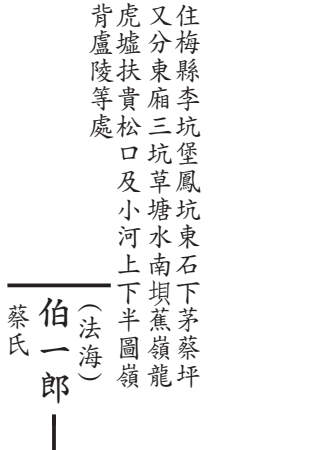 住梅縣李坑堡鳳坑東石下茅蔡坪
又分東廂三坑草塘水南垻蕉嶺龍
虎墟扶貴松口及小河上下半圖嶺
背盧陵等處
(法海)
伯一郎
蔡氏